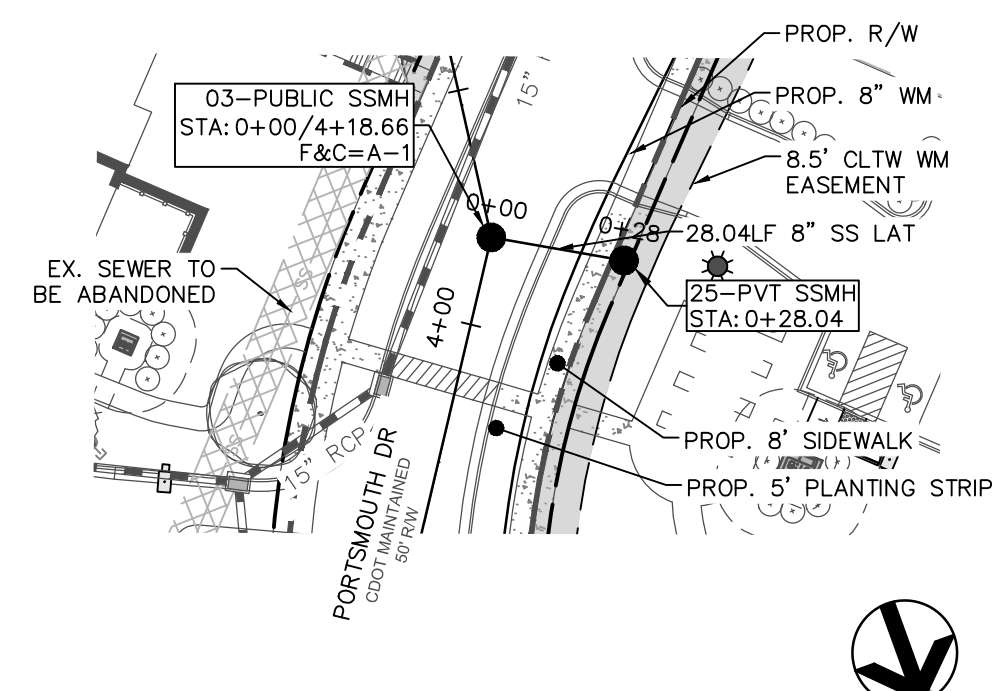 PROP. R/W
03-PUBLIC SSMH
STA: 0+00/4+18.66
F&C=A-1
15"
PROP. 8" WM
8.5' CLTW WM
EASEMENT
0+00
0+28
28.04LF 8" SS LAT
EX. SEWER TO
BE ABANDONED
SS
25-PVT SSMH
STA: 0+28.04
4+00
15" RCP
SS
PROP. 8' SIDEWALK
PROP. 5' PLANTING STRIP
PORTSMOUTH DR
CDOT MAINTAINED
50' R/W